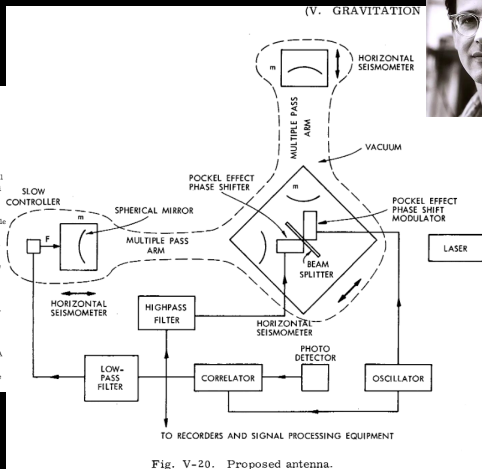 (V. GRAVITATION
HORIZONTAL
SEISMOMETER
m
MULTIPLE PASS
ARM
VACUUM
SLOW
CONTROLLER
SPHERICAL MIRROR
m
F
MULTIPLE PASS
ARM
POCKEL EFFECT
PHASE SHIFTER
m
POCKEL EFFECT
PHASE SHIFT
MODULATOR
LASER
BEAM
SPLITTER
HORIZONTAL
SEISMOMETER
HIGHPASS
FILTER
HORIZONTAL
SEISMOMETER
PHOTO
DETECTOR
LOW-
PASS
FILTER
CORRELATOR
OSCILLATOR
TO RECORDERS AND SIGNAL PROCESSING EQUIPMENT
Fig. V-20. Proposed antenna.